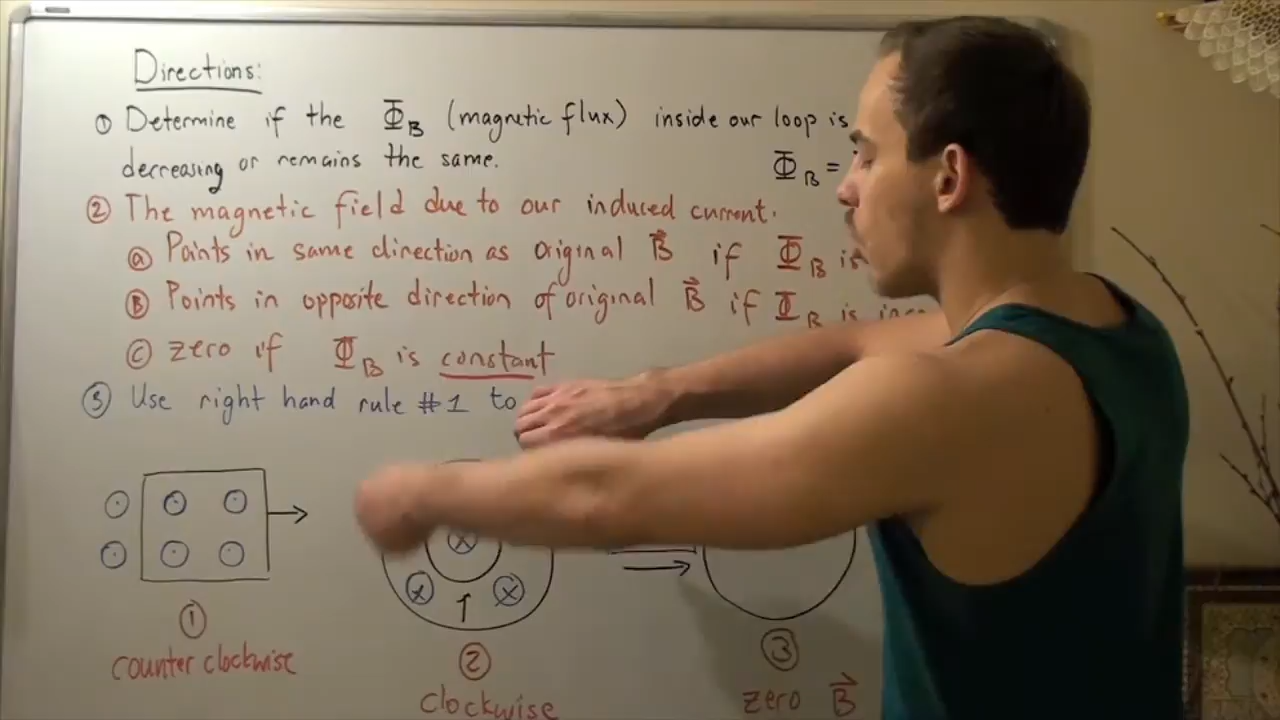 Directions:
① Determine if the Φ_B (magnetic flux) inside our loop is
decreasing or remains the same.
Φ_B =
② The magnetic field due to our induced current.
ⓐ Points in same direction as original B⃗ if Φ_B is
Ⓑ Points in opposite direction of original B⃗ if Φ_B is
ⓒ zero if Φ_B is constant
③ Use right hand rule #1 to
① ② ③
counter clockwise
clockwise
zero B⃗